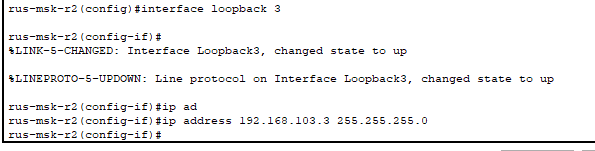 rus-msk-r2(config)#interface loopback 3
rus-msk-r2(config-if)#
%LINK-5-CHANGED: Interface Loopback3, changed state to up
%LINEPROTO-5-UPDOWN: Line protocol on Interface Loopback3, changed state to up
rus-msk-r2(config-if)#ip ad
rus-msk-r2(config-if)#ip address 192.168.103.3 255.255.255.0
rus-msk-r2(config-if)#